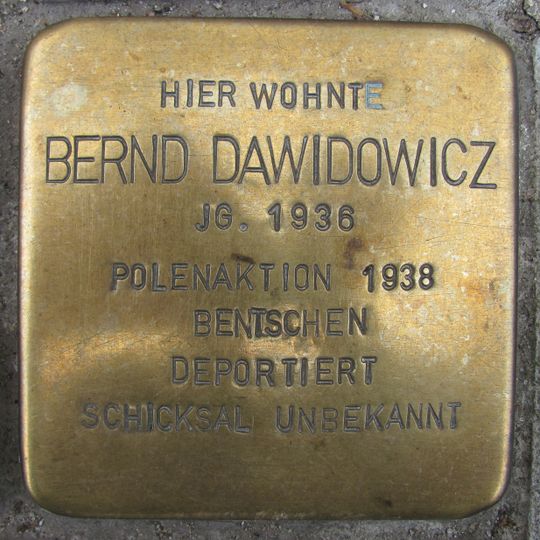 HIER WOHNTE
BERND DAWIDOWICZ
JG. 1936
POLENAKTION 1938
BENTSCHEN
DEPORTIERT
SCHICKSAL UNBEKANNT